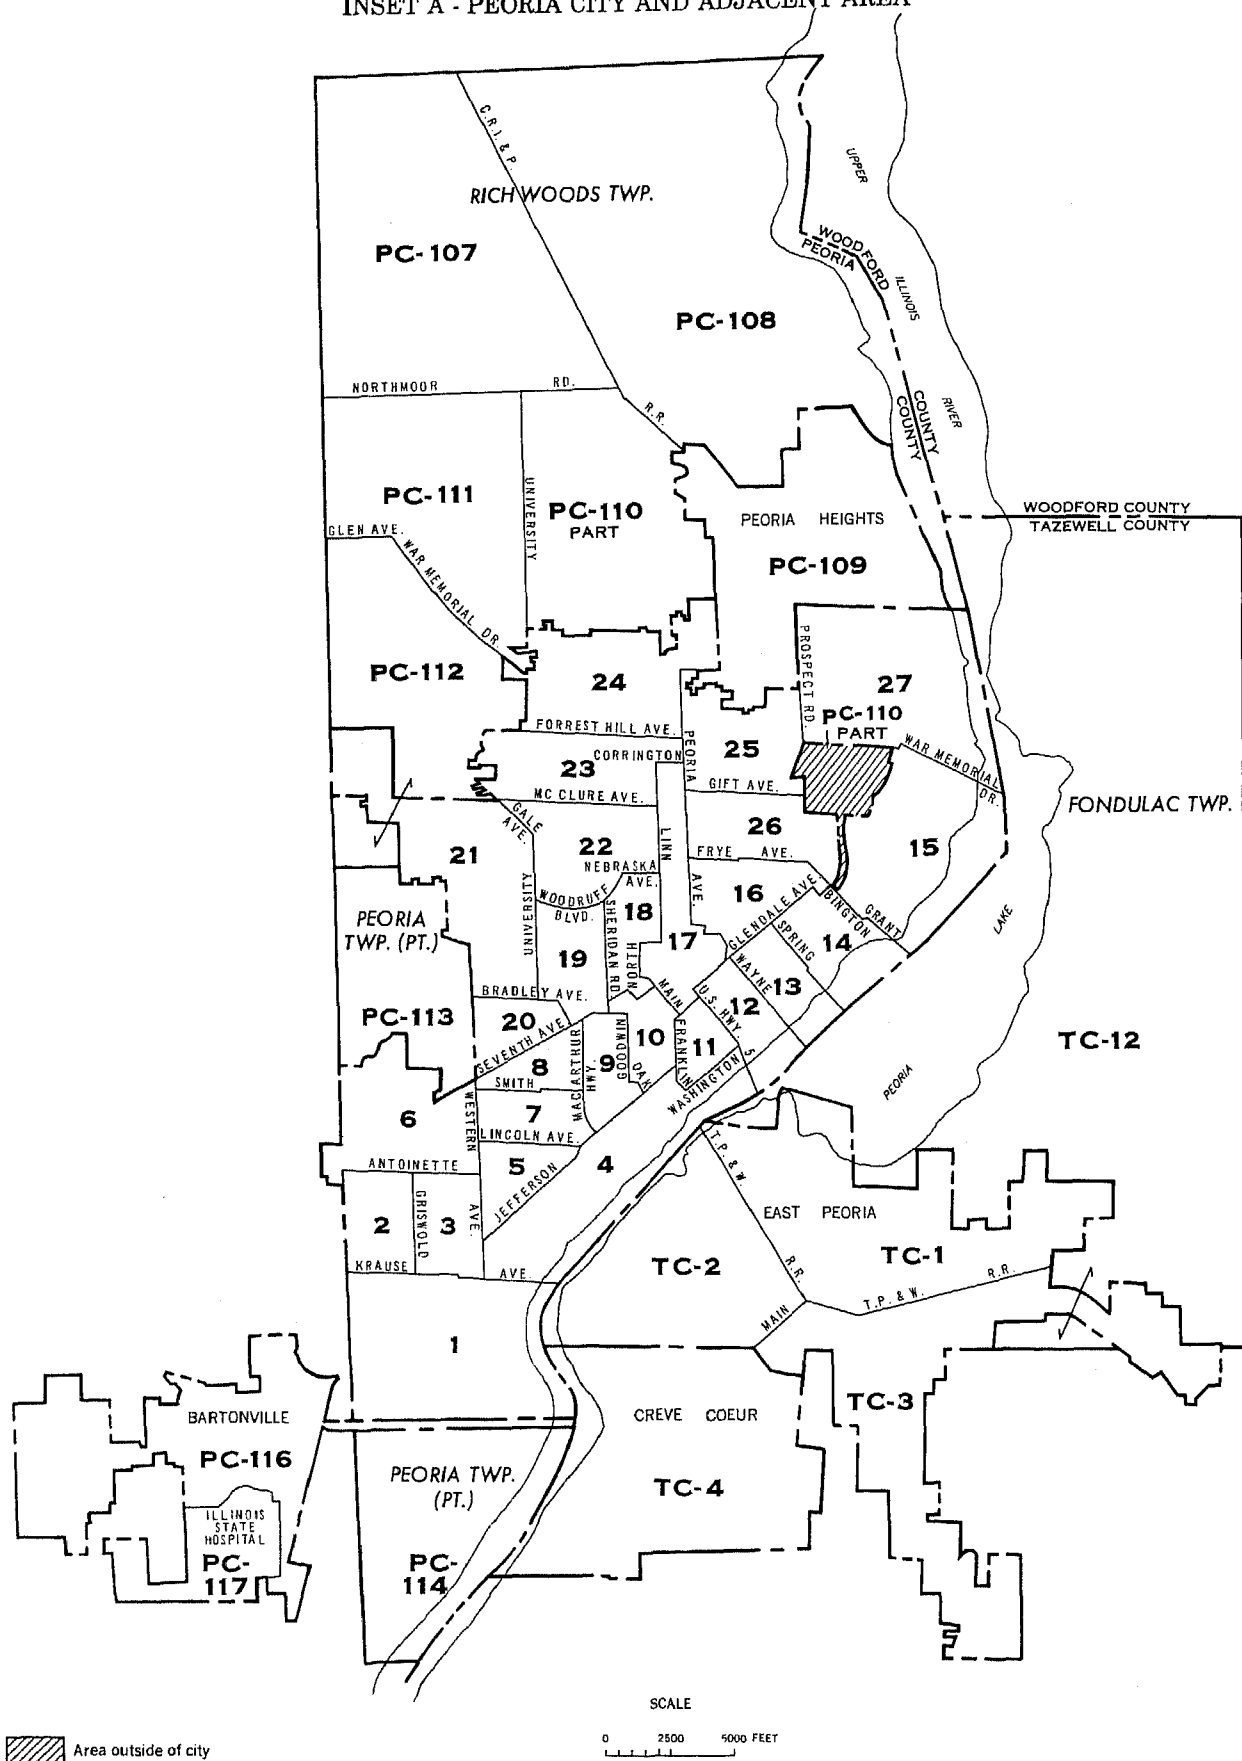 INSET A - PEORIA CITY AND ADJACENT AREA
C.R.I. & P.
RICHWOODS TWP.
UPPER
PC-107
WOODFORD
PEORIA
ILLINOIS
PC-108
NORTHMOOR RD.
R.R.
COUNTY
COUNTY
RIVER
PC-111
UNIVERSITY
PC-110
PART
PEORIA HEIGHTS
WOODFORD COUNTY
TAZEWELL COUNTY
GLEN AVE.
WAR MEMORIAL DR.
PC-109
PROSPECT RD.
PC-112
24
27
PC-110
PART
FORREST HILL AVE.
PEORIA
25
WAR MEMORIAL
DR.
CORRINGTON
23
GIFT AVE.
MC CLURE AVE.
FONDULAC TWP.
GALE
AVE.
LINN
26
21
22
FRYE AVE.
15
NEBRASKA
AVE.
AVE.
UNIVERSITY
WOODRUFF
BLVD.
SHERIDAN RD.
18
16
GLENDALE AVE.
BINGTON
GRANT
LAKE
PEORIA
TWP. (PT.)
19
NORTH
17
SPRING
14
WAYNE
13
BRADLEY AVE.
MAIN
U.S. HWY.
12
PC-113
20
SEVENTH AVE.
MACARTHUR
HWY.
GOODWIN
10
FRANKLIN
11
5
TC-12
8
9
OAK
WASHINGTON
SMITH
PEORIA
6
WESTERN
7
LINCOLN AVE.
T.P. & W.
ANTOINETTE
5
JEFFERSON
4
2
GRISWOLD
3
AVE.
EAST PEORIA
TC-1
KRAUSE AVE.
TC-2
R.R.
T.P. & W. R.R.
MAIN
1
BARTONVILLE
CREVE COEUR
TC-3
PC-116
PEORIA TWP.
(PT.)
TC-4
ILLINOIS
STATE
HOSPITAL
PC-
117
PC-
114
SCALE
0 2500 5000 FEET
Area outside of city